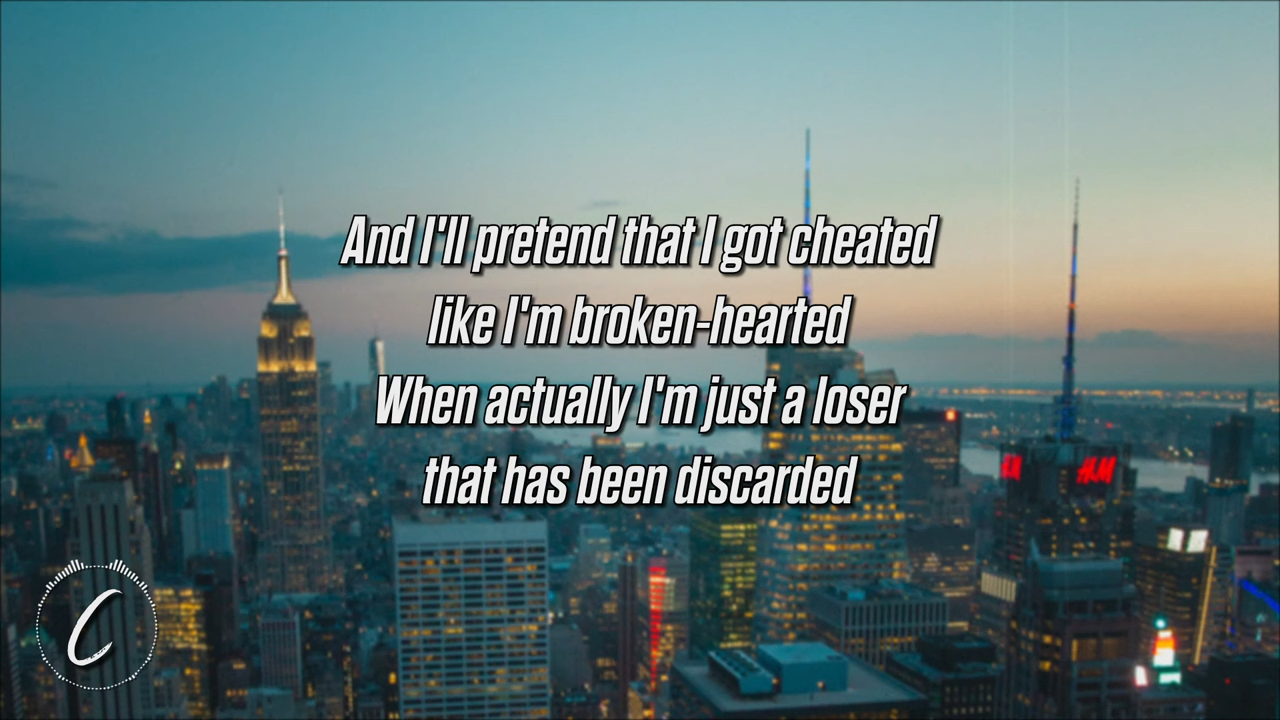 And I'll pretend that I got cheated
like I'm broken-hearted
When actually I'm just a loser
that has been discarded
H&M
H&M
C